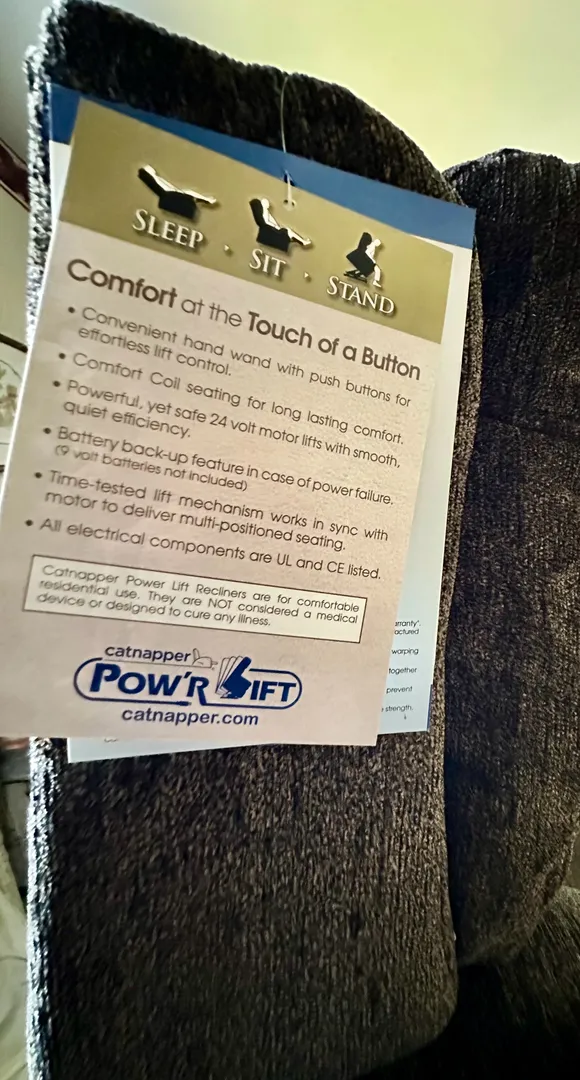 SLEEP • SIT • STAND
Comfort at the Touch of a Button
• Convenient hand wand with push buttons for
effortless lift control.
• Comfort Coil seating for long lasting comfort.
• Powerful, yet safe 24 volt motor lifts with smooth,
quiet efficiency.
• Battery back-up feature in case of power failure.
(9 volt batteries not included)
• Time-tested lift mechanism works in sync with
motor to deliver multi-positioned seating.
• All electrical components are UL and CE listed.
Catnapper Power Lift Recliners are for comfortable
residential use. They are NOT considered a medical
device or designed to cure any illness.
catnapper
POW'R LIFT
catnapper.com
arranty".
actured
warping
together
prevent
strength.